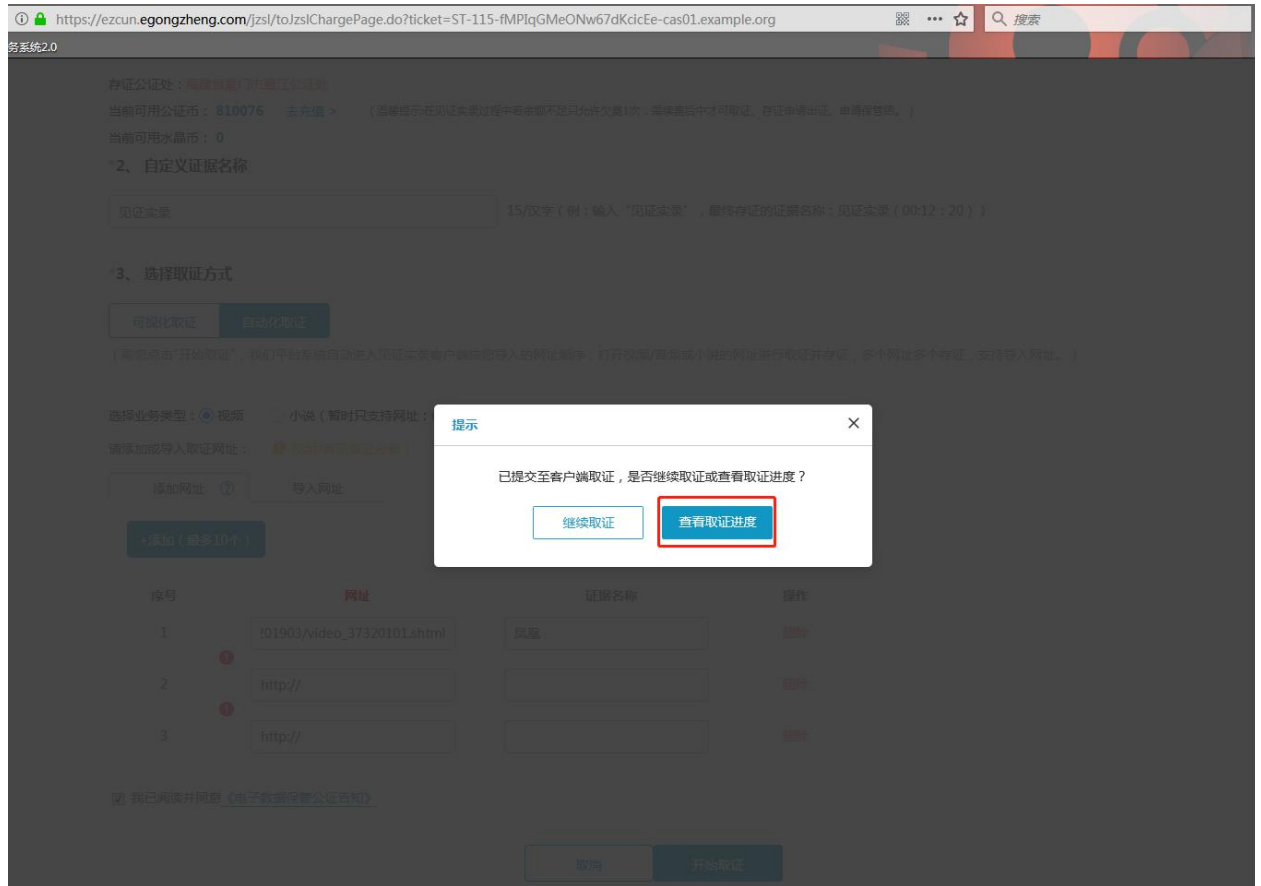 https://ezcun.egongzheng.com/jzsl/toJzslChargePage.do?ticket=ST-115-fMPIqGMeONw67dKcicEe-cas01.example.org
搜索
务系统2.0
存证公证处：
当前可用公证币： 810076 去充值 >
当前可用水晶币： 0
*2、 自定义证据名称
见证实录 15/汉字 ( 例：输入“见证实录”，最终存证的证据名称：见证实录 ( 00:12：20 ) )
*3、 选择取证方式
可视化取证 自动化取证
选择业务类型： 视频 小说 ( 暂时只支持网址：
提示
请添加或导入取证网址：
已提交至客户端取证，是否继续取证或查看取证进度？
添加网址 导入网址
继续取证 查看取证进度
+添加 ( 最多10个 )
序号 网址 证据名称 操作
1 !01903/video_37320101.shtml 凤凰 删除
2 http:// 删除
3 http:// 删除
我已阅读并同意《电子数据保管公证告知》
取消 开始取证